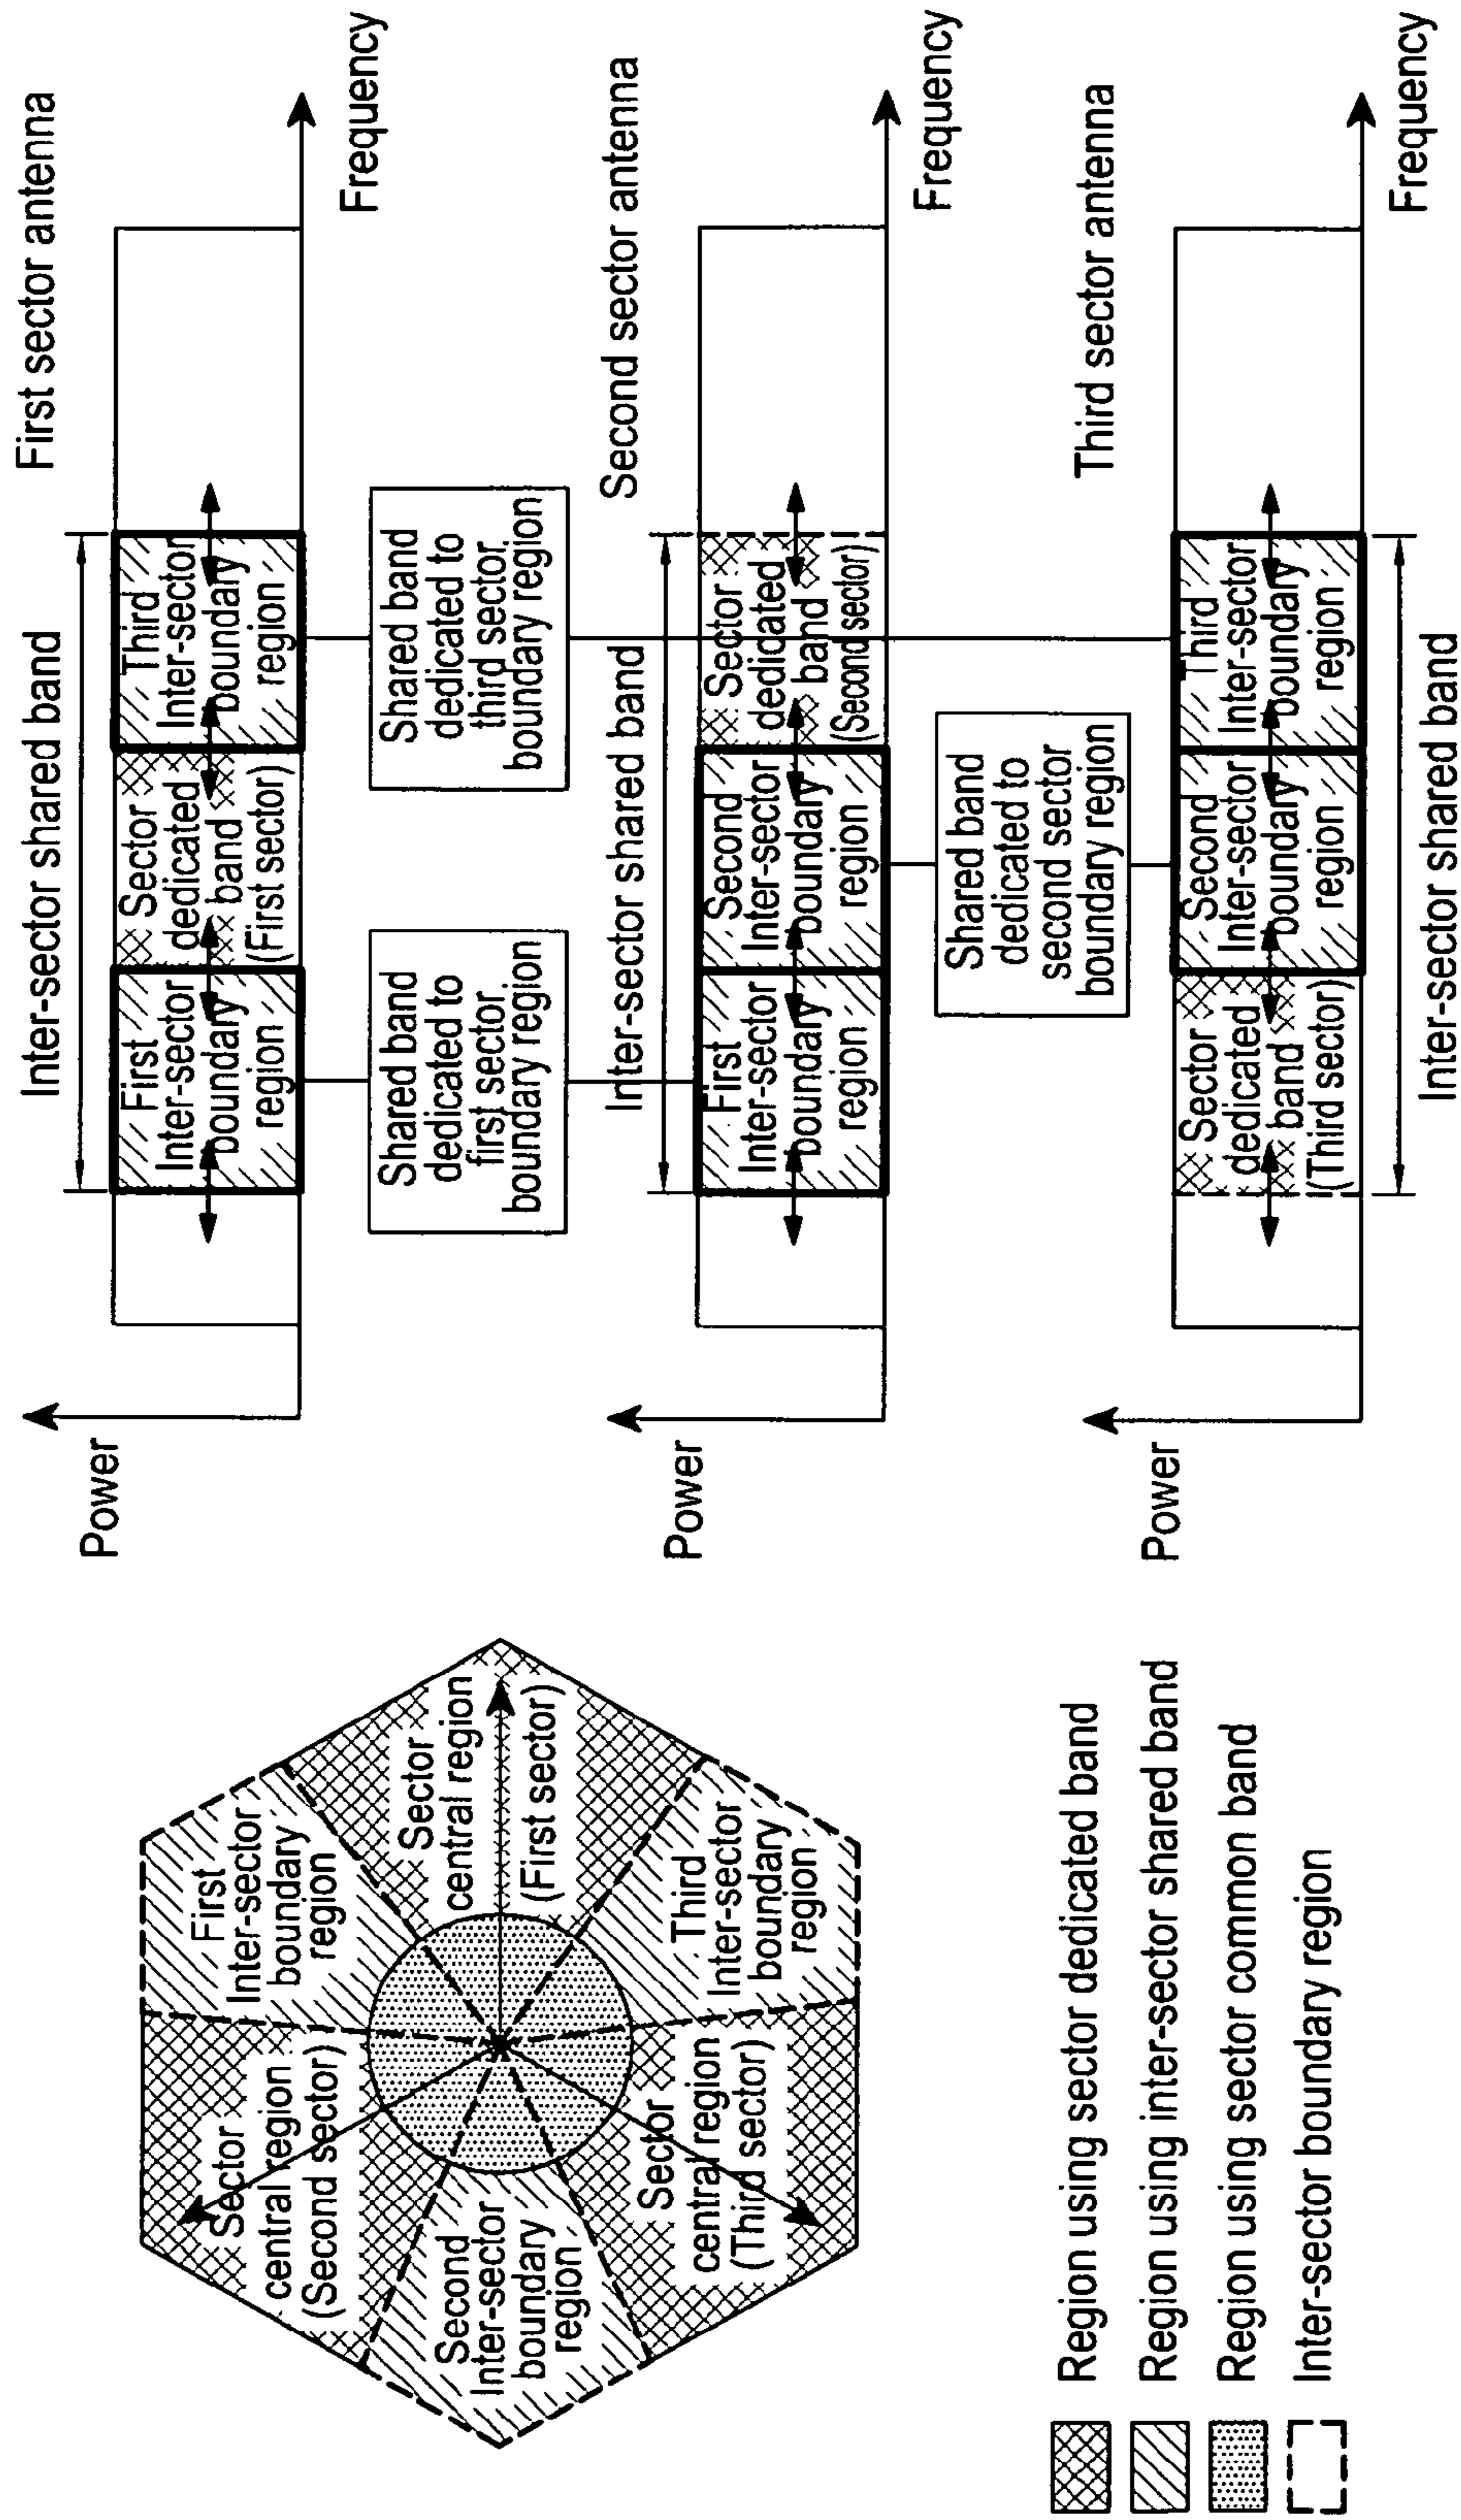 First
Inter-sector
boundary
region
Sector
central region
(Second sector)
Sector
central region
(First sector)
Second
Inter-sector
boundary
region
Third
Inter-sector
boundary
region
Sector
central region
(Third sector)
Region using sector dedicated band
Region using inter-sector shared band
Region using sector common band
Inter-sector boundary region
First sector antenna
Inter-sector shared band
Power
First
Inter-sector
boundary
region
Sector
dedicated
band
(First sector)
Third
Inter-sector
boundary
region
Frequency
Shared band
dedicated to
first sector
boundary region
Shared band
dedicated to
third sector.
boundary region
Second sector antenna
Inter-sector shared band
Power
First
Inter-sector
boundary
region
Second
Inter-sector
boundary
region
Sector
dedicated
band
(Second sector)
Frequency
Shared band
dedicated to
second sector
boundary region
Third sector antenna
Power
Sector
dedicated
band
(Third sector)
Second
Inter-sector
boundary
region
Third
Inter-sector
boundary
region
Frequency
Inter-sector shared band